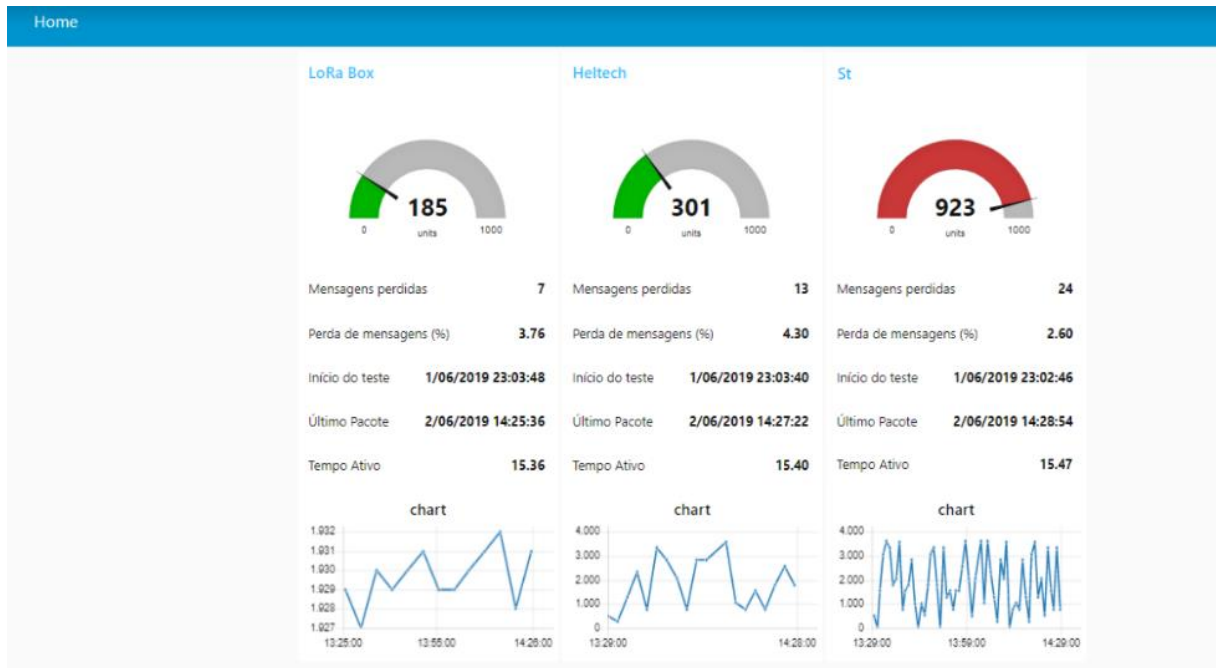 Home
LoRa Box
185
0 units 1000
Mensagens perdidas 7
Perda de mensagens (%) 3.76
Início do teste 1/06/2019 23:03:48
Último Pacote 2/06/2019 14:25:36
Tempo Ativo 15.36
chart
1.932
1.931
1.930
1.929
1.928
1.927
13:25:00 13:55:00 14:26:00
Heltech
301
0 units 1000
Mensagens perdidas 13
Perda de mensagens (%) 4.30
Início do teste 1/06/2019 23:03:40
Último Pacote 2/06/2019 14:27:22
Tempo Ativo 15.40
chart
4.000
3.000
2.000
1.000
0
13:29:00 14:28:00
St
923
0 units 1000
Mensagens perdidas 24
Perda de mensagens (%) 2.60
Início do teste 1/06/2019 23:02:46
Último Pacote 2/06/2019 14:28:54
Tempo Ativo 15.47
chart
4.000
3.000
2.000
1.000
0
13:29:00 13:59:00 14:29:00